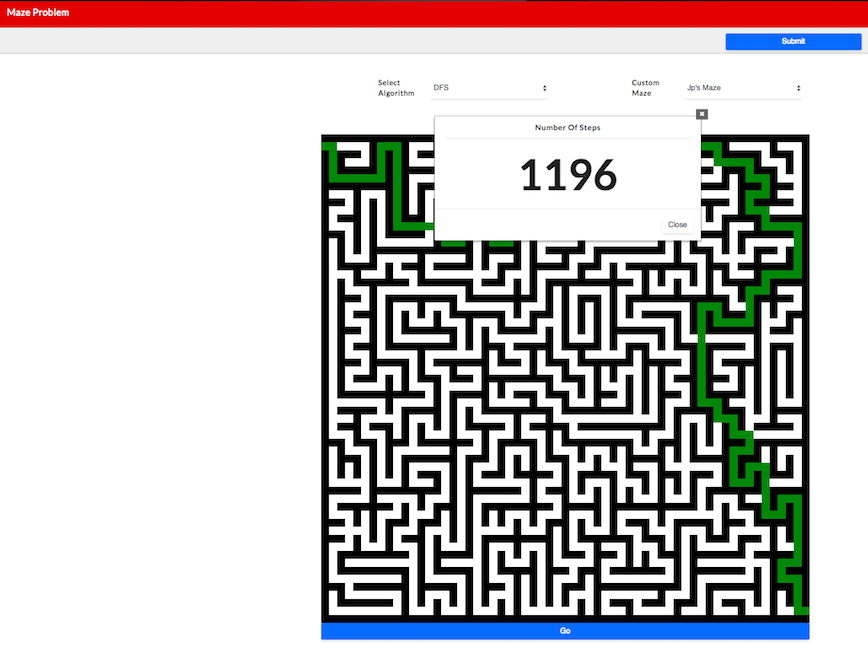 Maze Problem
Submit
Select
Algorithm
DFS
Custom
Maze
Jp's Maze
Number Of Steps
1196
Close
Go